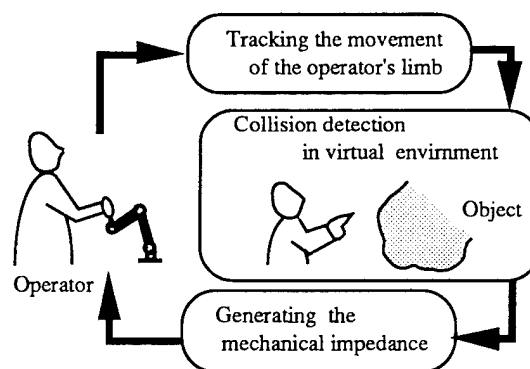 Tracking the movement
of the operator's limb
Collision detection
in virtual envirnment
Object
Operator
Generating the
mechanical impedance